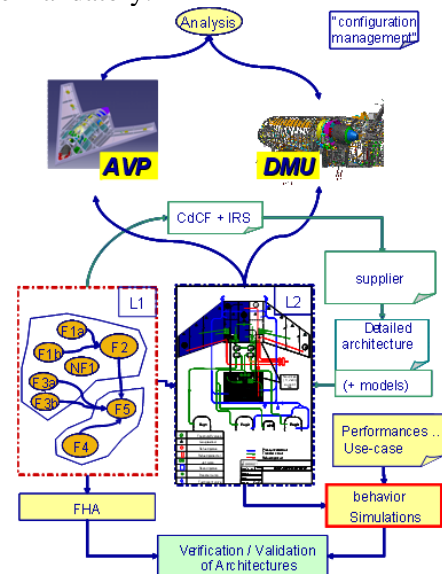 Analysis
"configuration
management"
AVP
DMU
CdCF + IRS
supplier
L1
L2
F1a
F1b
F2
NF1
F3a
F3b
F5
F4
Detailed
architecture
(+ models)
Performances ..
Use-case
FHA
behavior
Simulations
Verification / Validation
of Architectures